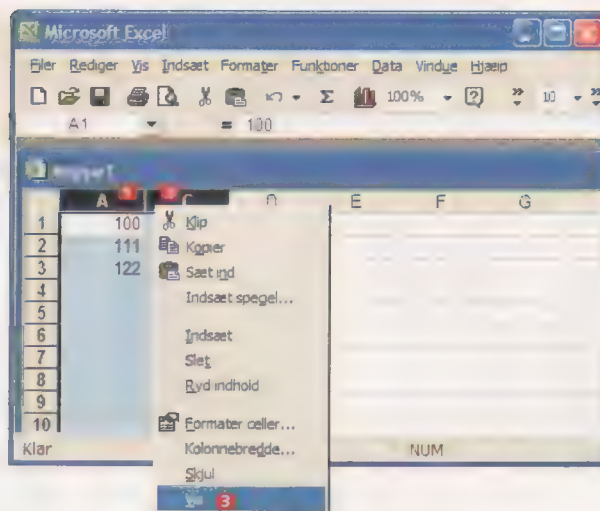 Microsoft Excel
Filer Rediger Vis Indsæt Formater Funktioner Data Vindue Hjælp
Σ 100% 10
A1 = 100
A C D E F G
1 100
2 111
3 122
4
5
6
7
8
9
10
Klip
Kopier
Sæt ind
Indsæt speciel...
Indsæt
Slet
Ryd indhold
Formater celler...
Kolonnebredde...
Skjul
3
Klar NUM